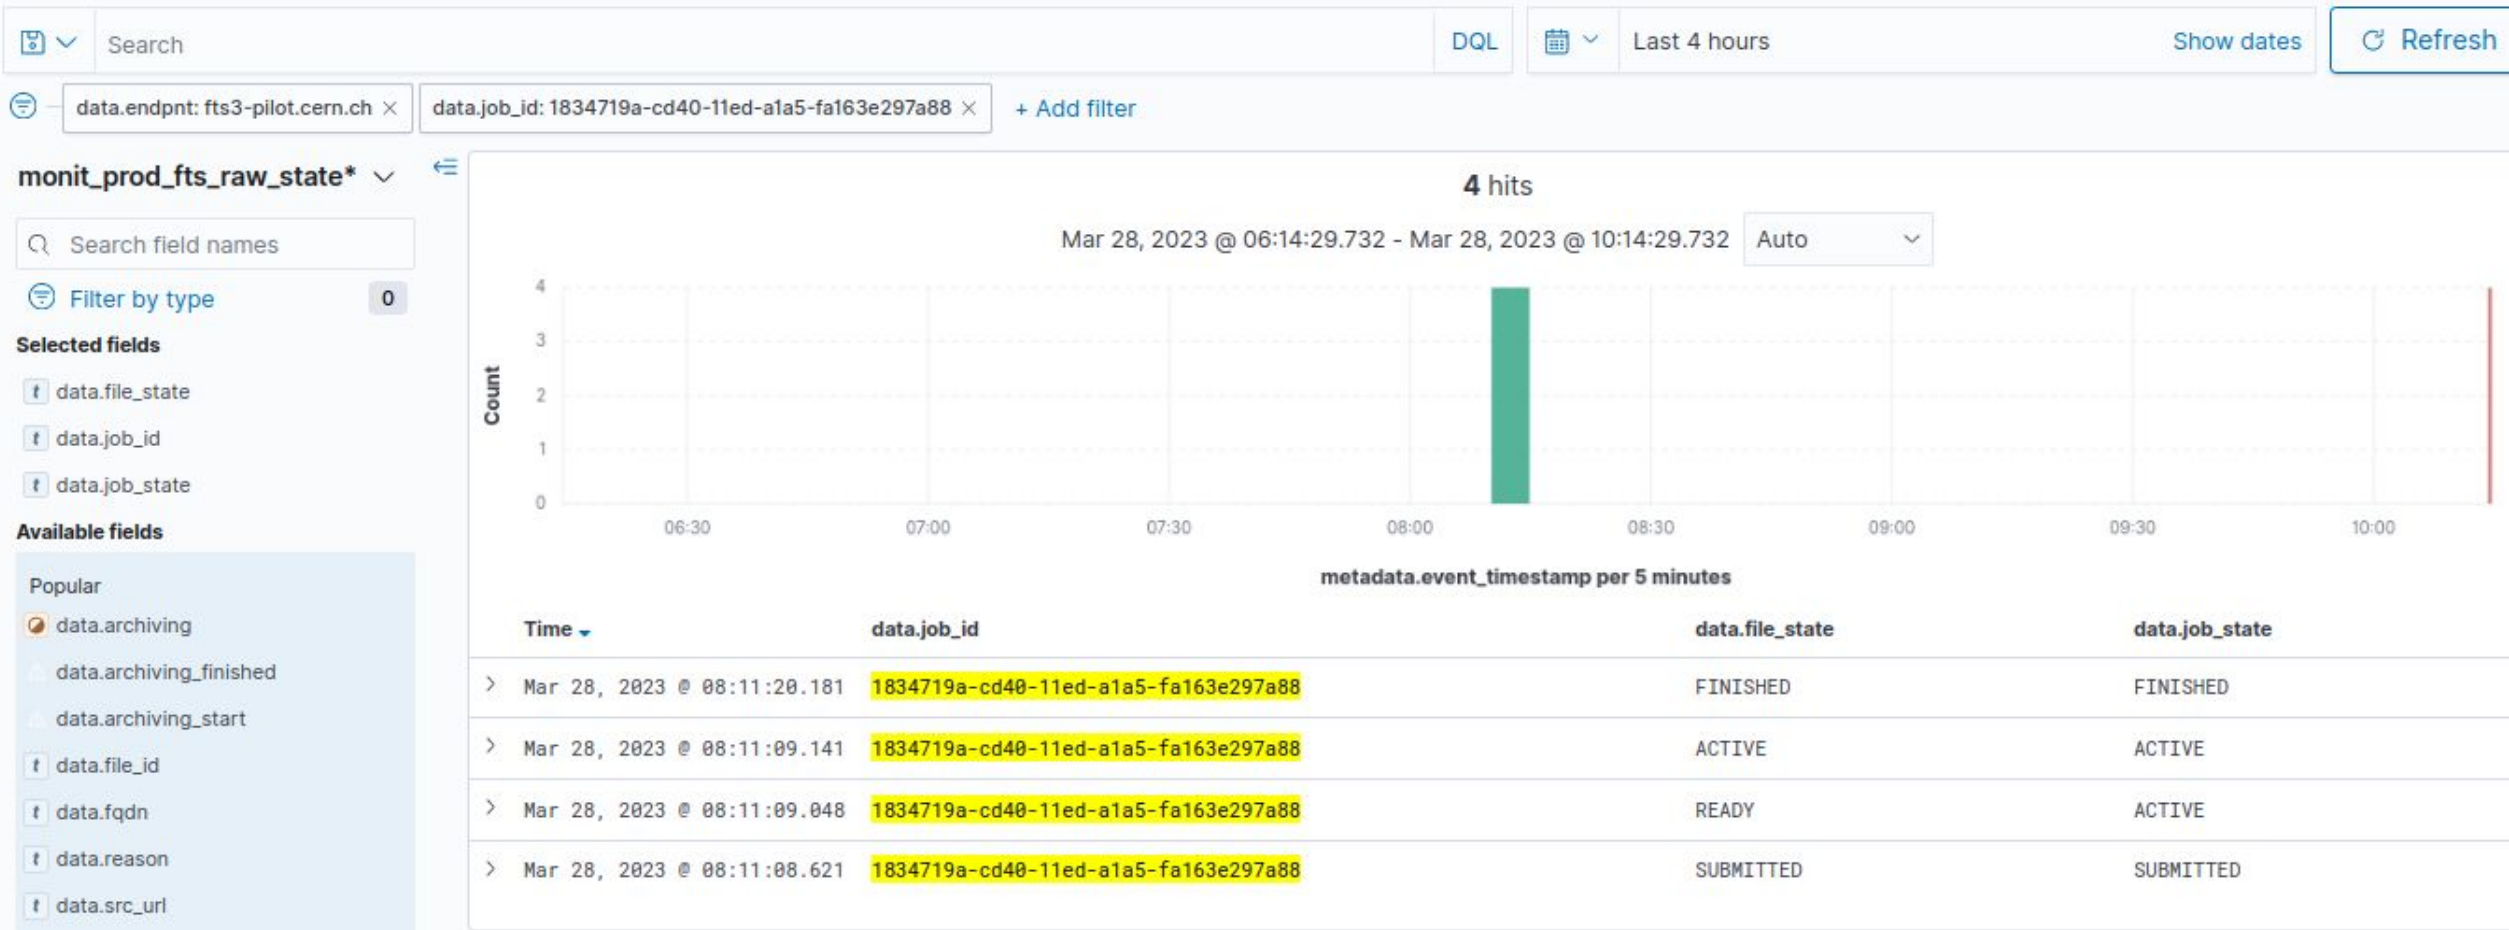 Search DQL Last 4 hours Show dates Refresh
data.endpnt: fts3-pilot.cern.ch data.job_id: 1834719a-cd40-11ed-a1a5-fa163e297a88 + Add filter
monit_prod_fts_raw_state*
Search field names
Filter by type 0
Selected fields
t data.file_state
t data.job_id
t data.job_state
Available fields
Popular
data.archiving
data.archiving_finished
data.archiving_start
t data.file_id
t data.fqdn
t data.reason
t data.src_url
4 hits
Mar 28, 2023 @ 06:14:29.732 - Mar 28, 2023 @ 10:14:29.732 Auto
Count
4
3
2
1
0
06:30 07:00 07:30 08:00 08:30 09:00 09:30 10:00
metadata.event_timestamp per 5 minutes
Time data.job_id data.file_state data.job_state
Mar 28, 2023 @ 08:11:20.181 1834719a-cd40-11ed-a1a5-fa163e297a88 FINISHED FINISHED
Mar 28, 2023 @ 08:11:09.141 1834719a-cd40-11ed-a1a5-fa163e297a88 ACTIVE ACTIVE
Mar 28, 2023 @ 08:11:09.048 1834719a-cd40-11ed-a1a5-fa163e297a88 READY ACTIVE
Mar 28, 2023 @ 08:11:08.621 1834719a-cd40-11ed-a1a5-fa163e297a88 SUBMITTED SUBMITTED